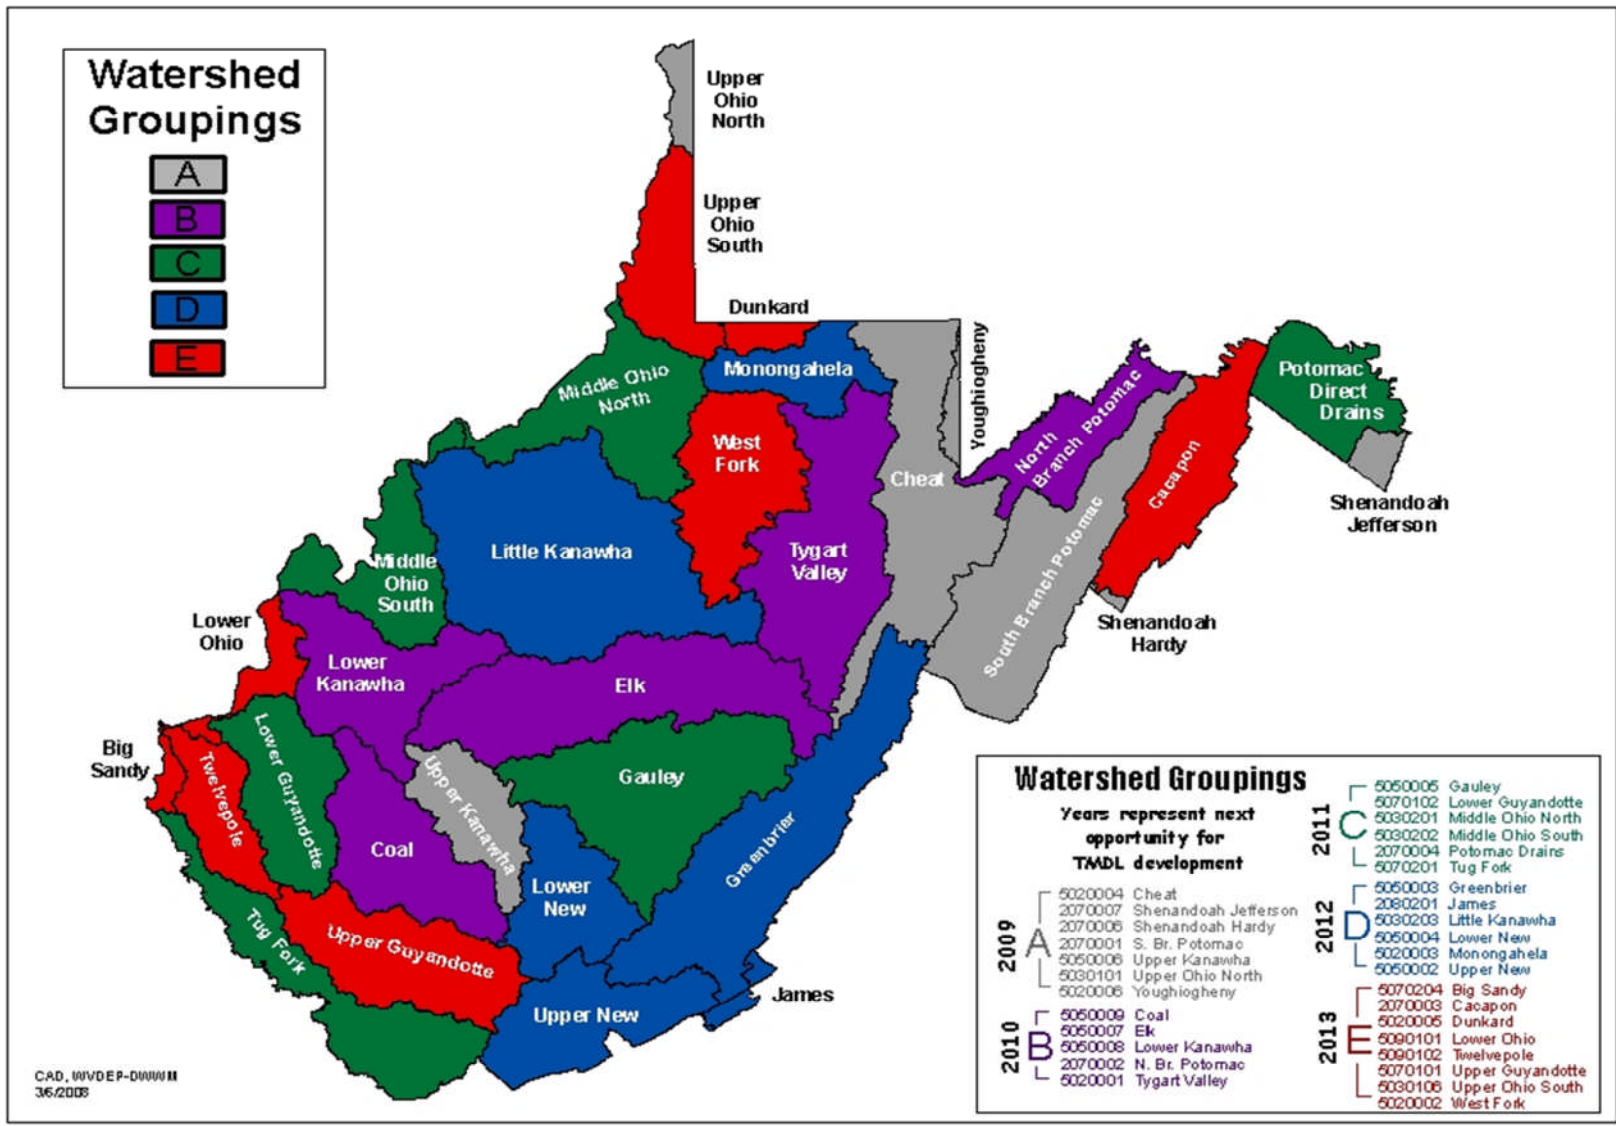 Watershed
Groupings
A
B
C
D
E
Upper
Ohio
North
Upper
Ohio
South
Dunkard
Monongahela
Youghiogheny
Middle Ohio
North
West
Fork
Cheat
North
Branch Potomac
Cacapon
Potomac
Direct
Drains
Shenandoah
Jefferson
South Branch Potomac
Shenandoah
Hardy
Middle
Ohio
South
Little Kanawha
Tygart
Valley
Lower
Ohio
Lower
Kanawha
Elk
Big
Sandy
Twelvepole
Lower Guyandotte
Upper Kanawha
Gauley
Coal
Lower
New
Greenbrier
Tug Fork
Upper Guyandotte
Upper New
James
Watershed Groupings
Years represent next
opportunity for
TMDL development
2009
A
5020004 Cheat
2070007 Shenandoah Jefferson
2070006 Shenandoah Hardy
2070001 S. Br. Potomac
5050006 Upper Kanawha
5030101 Upper Ohio North
5020006 Youghiogheny
2010
B
5050009 Coal
5050007 Elk
5050008 Lower Kanawha
2070002 N. Br. Potomac
5020001 Tygart Valley
2011
C
5050005 Gauley
5070102 Lower Guyandotte
5030201 Middle Ohio North
5030202 Middle Ohio South
2070004 Potomac Drains
5070201 Tug Fork
2012
D
5050003 Greenbrier
2080201 James
5030203 Little Kanawha
5050004 Lower New
5020003 Monongahela
5050002 Upper New
2013
E
5070204 Big Sandy
2070003 Cacapon
5020005 Dunkard
5090101 Lower Ohio
5090102 Twelvepole
5070101 Upper Guyandotte
5030106 Upper Ohio South
5020002 West Fork
CAD, WVDEP-DWWM
3/6/2008